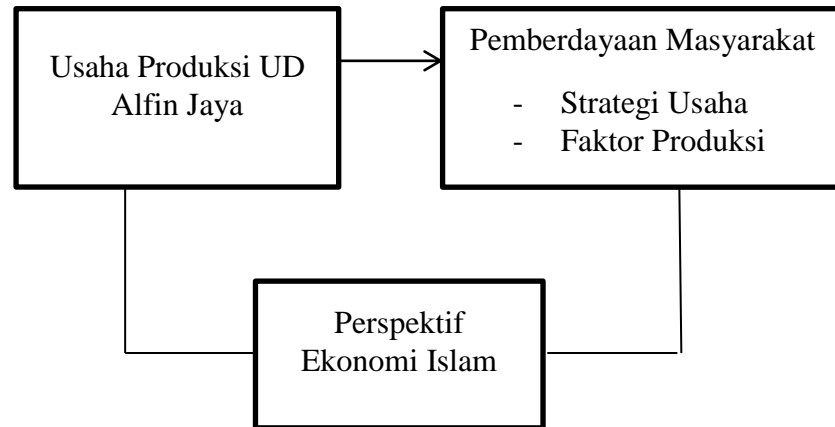 Usaha Produksi UD
Alfin Jaya
Pemberdayaan Masyarakat
- Strategi Usaha
- Faktor Produksi
Perspektif
Ekonomi Islam